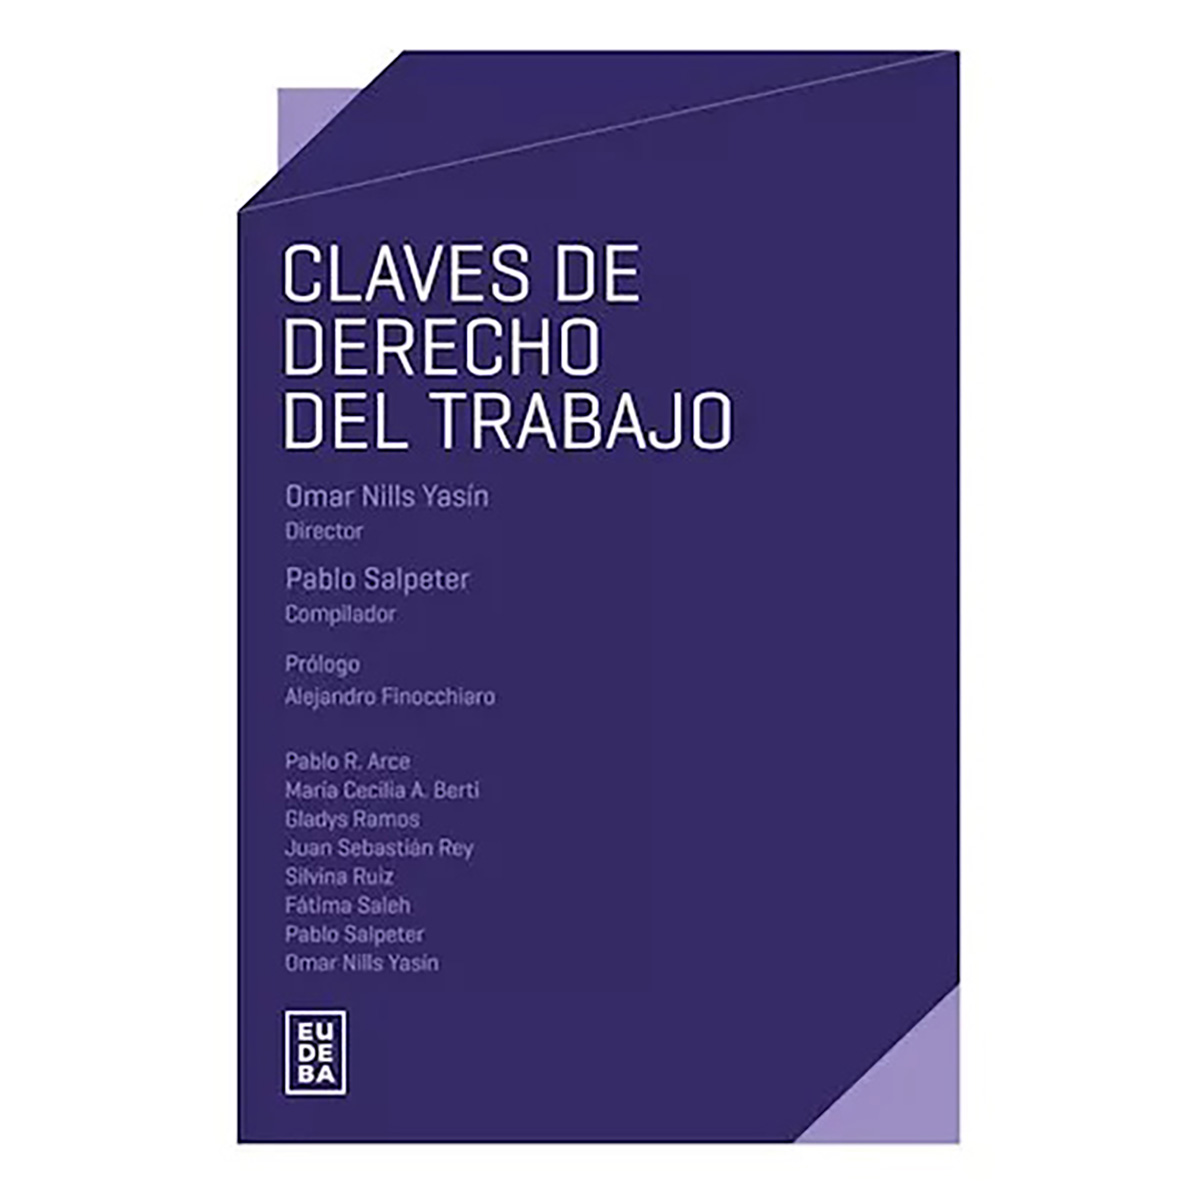 CLAVES DE
DERECHO
DEL TRABAJO
Omar Nills Yasín
Director
Pablo Salpeter
Compilador
Prólogo
Alejandro Finocchiaro
Pablo R. Arce
María Cecilia A. Berti
Gladys Ramos
Juan Sebastián Rey
Silvina Ruiz
Fátima Saleh
Pablo Salpeter
Omar Nills Yasín
EU
DE
BA